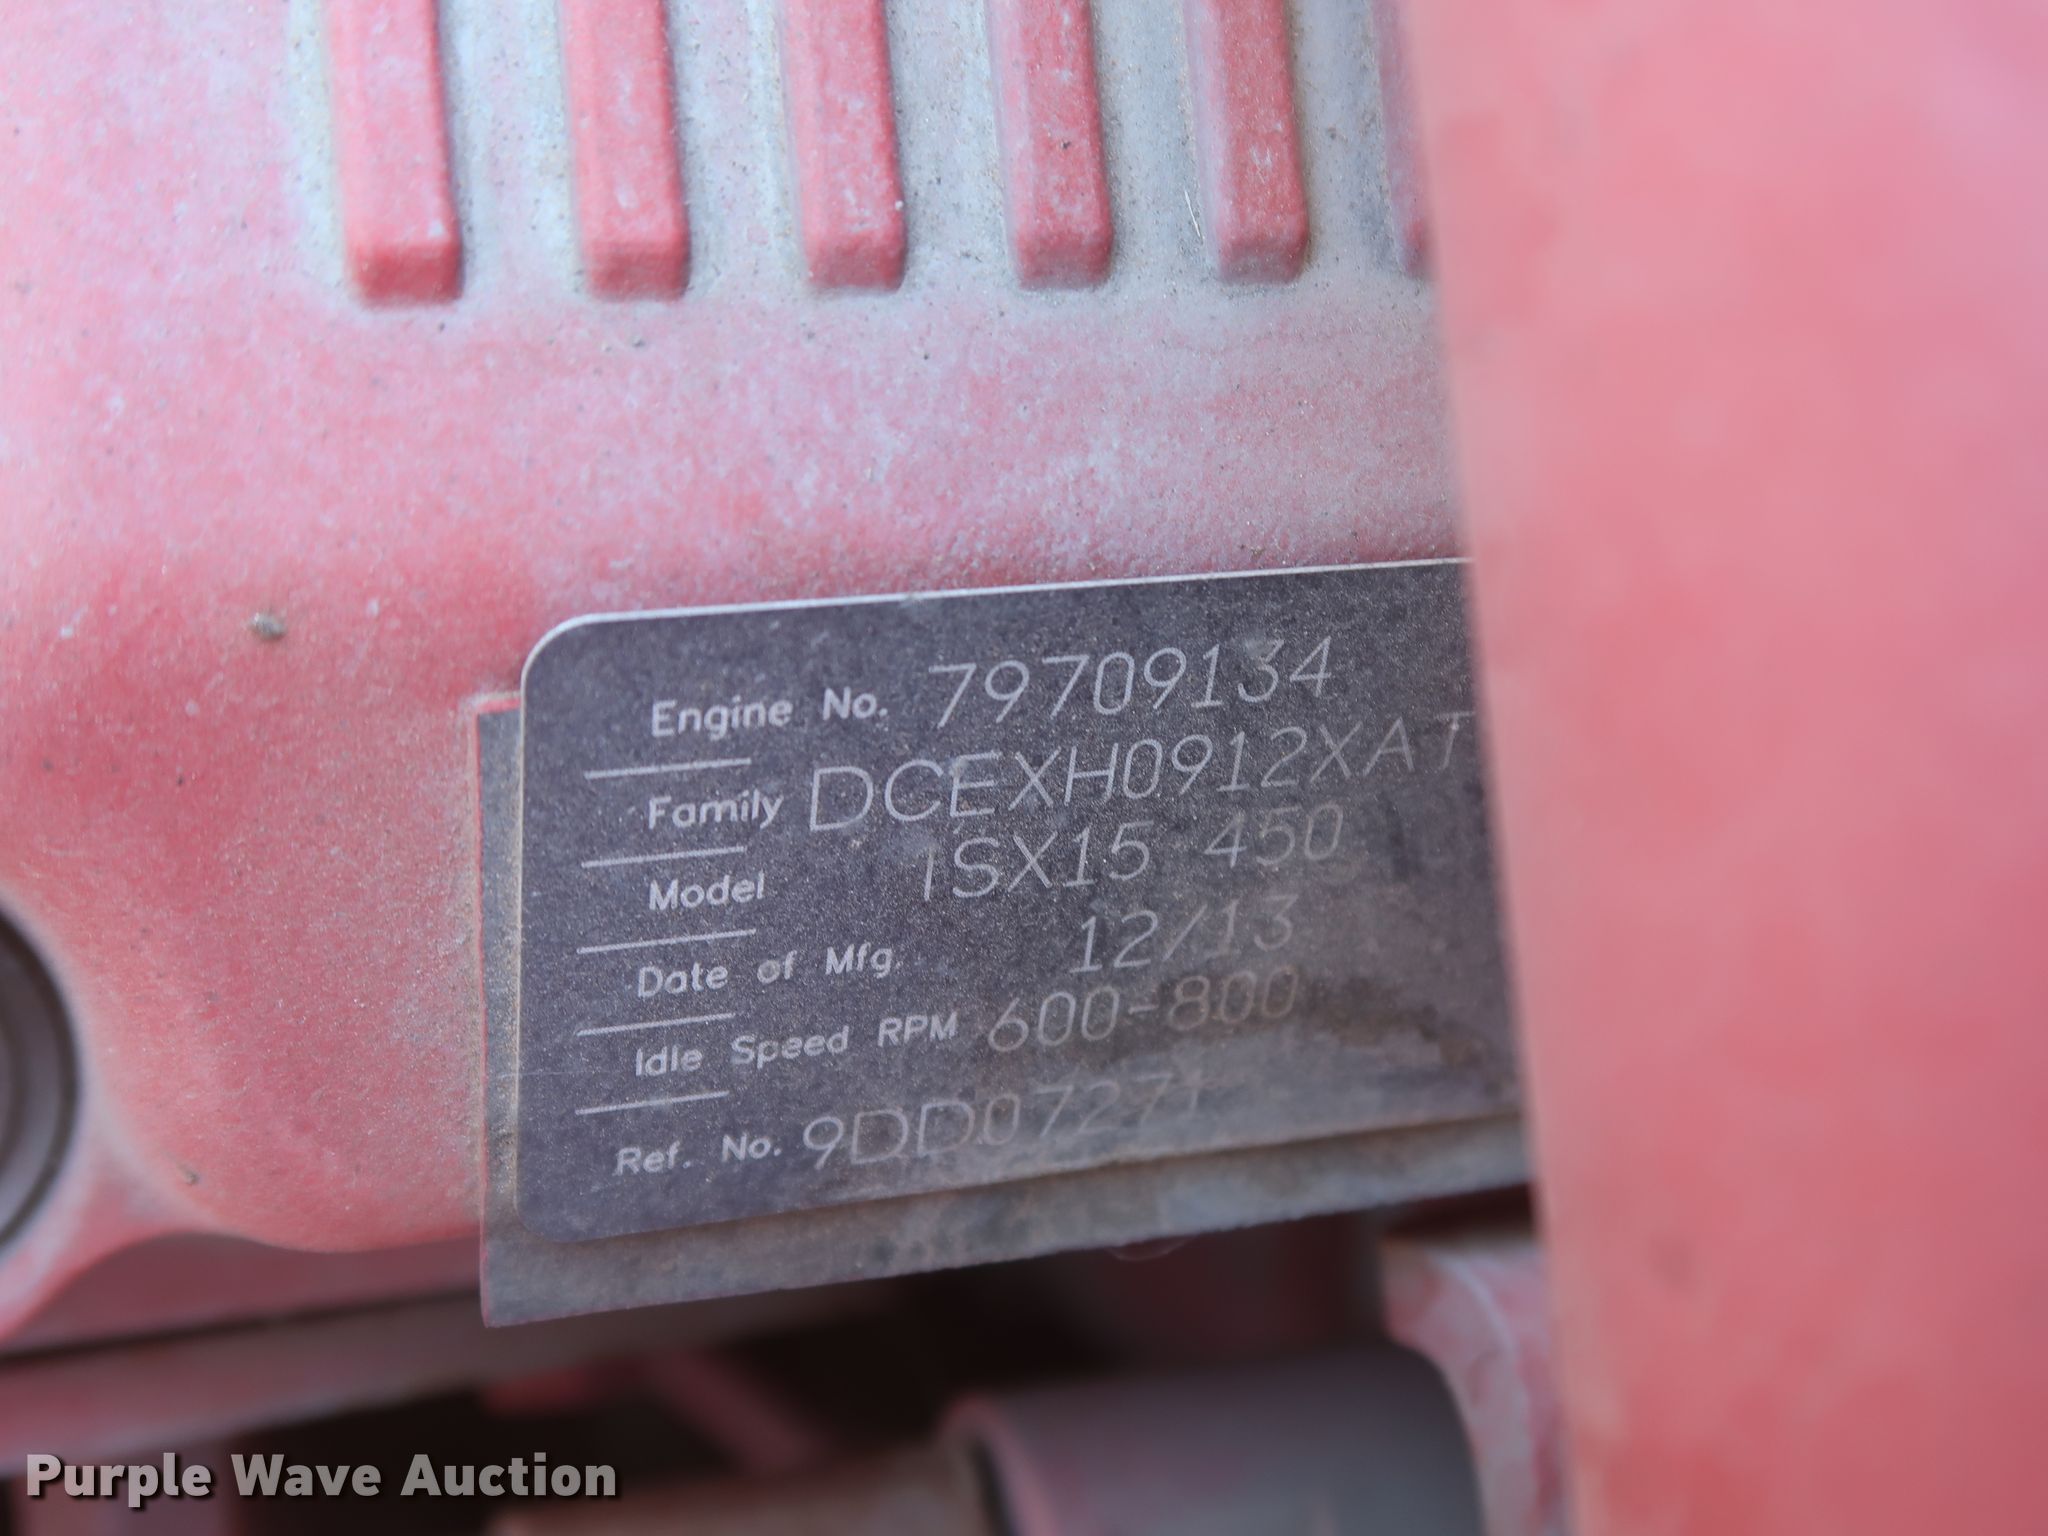 Engine No. 79709134
Family DCEXH0912XAT
Model ISX15 450
Date of Mfg. 12/13
Idle Speed RPM 600-800
Ref. No. 9DD07271
Purple Wave Auction